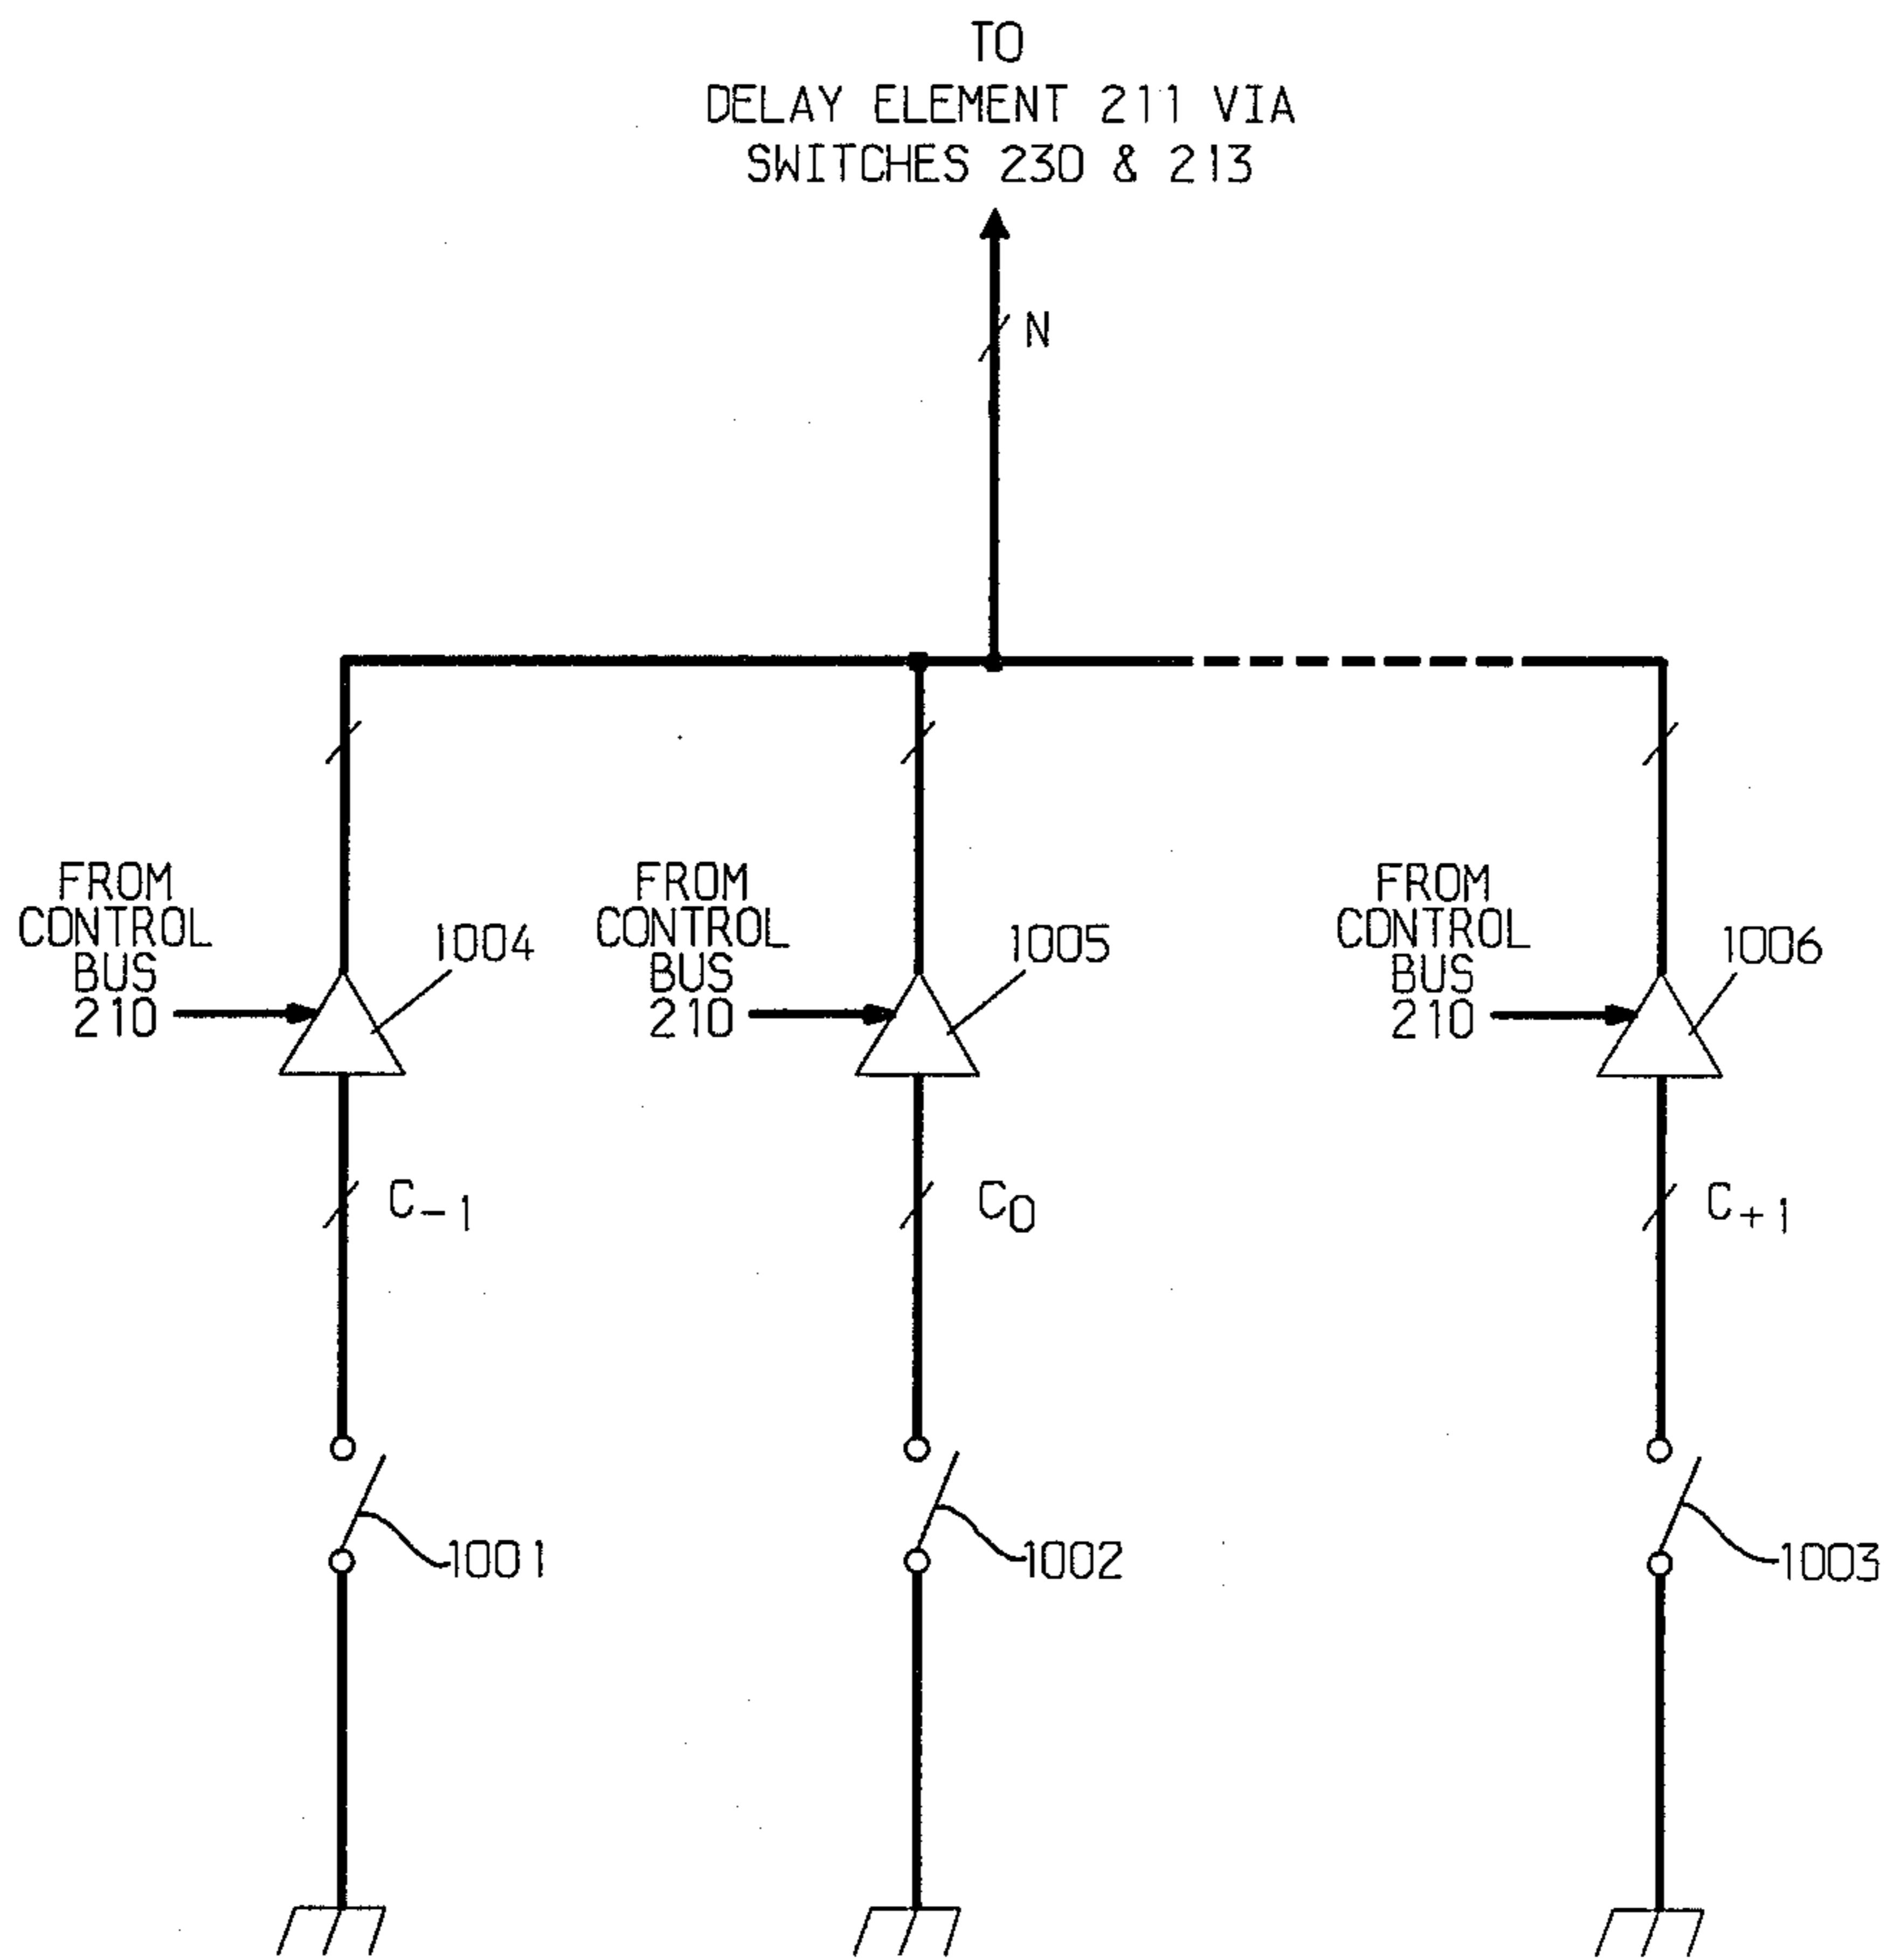 TO
DELAY ELEMENT 211 VIA
SWITCHES 230 & 213
N
FROM
CONTROL
BUS
210
1004
FROM
CONTROL
BUS
210
1005
FROM
CONTROL
BUS
210
1006
C-1
C0
C+1
1001
1002
1003